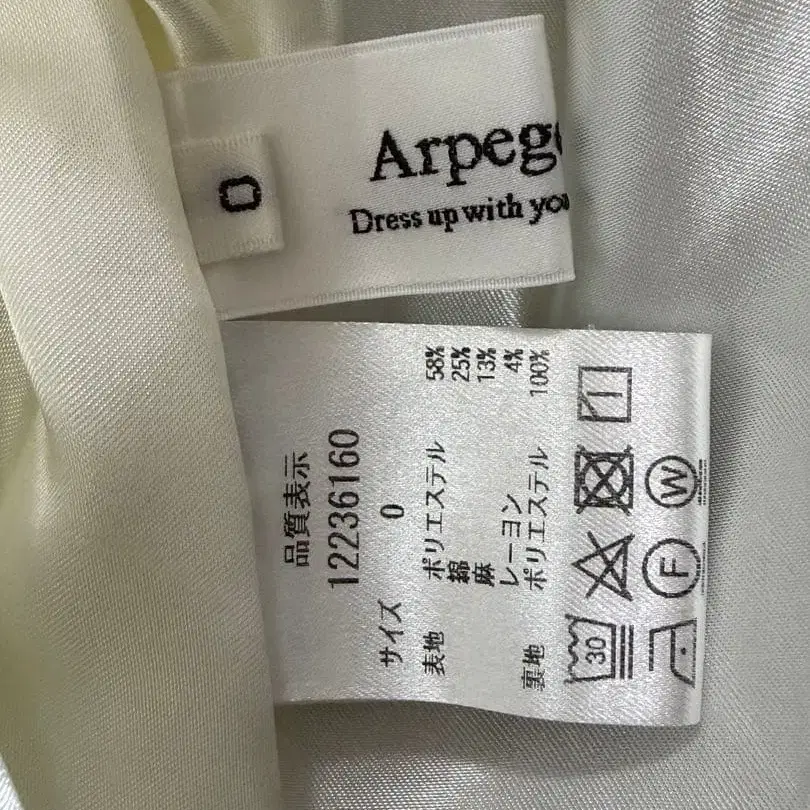 0
Arpeg
Dress up with you
品質表示
12236160
サイズ 0
表地 ポリエステル 58%
綿 25%
麻 13%
レーヨン 4%
裏地 ポリエステル 100%
30
F W